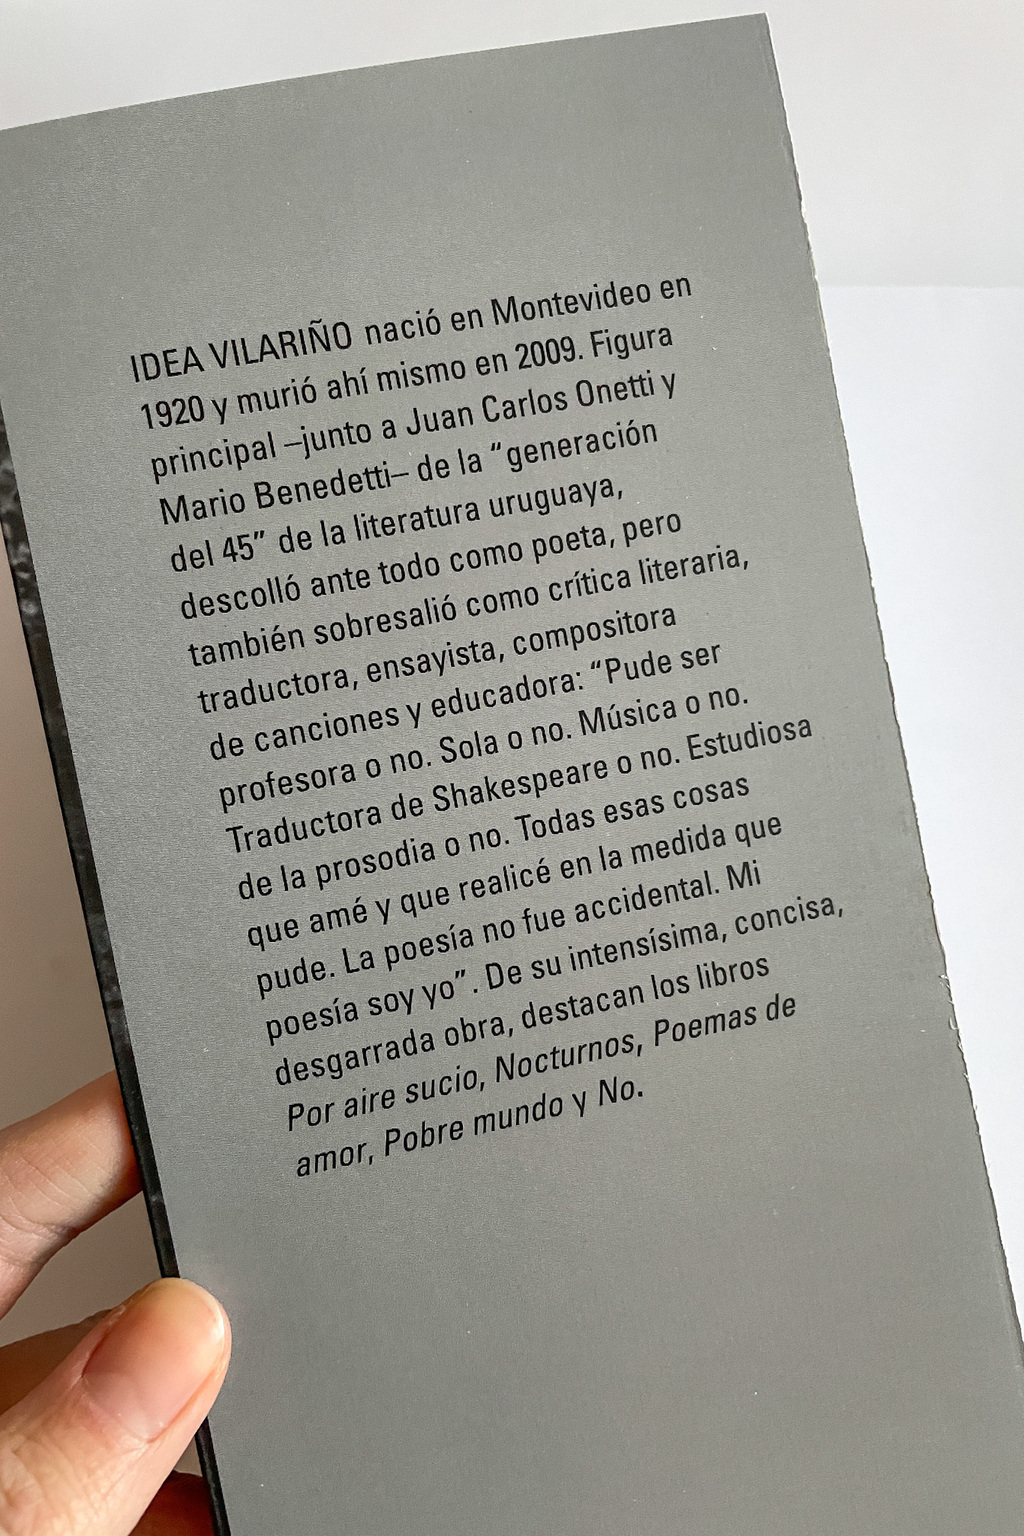 IDEA VILARIÑO nació en Montevideo en
1920 y murió ahí mismo en 2009. Figura
principal –junto a Juan Carlos Onetti y
Mario Benedetti– de la “generación
del 45” de la literatura uruguaya,
descolló ante todo como poeta, pero
también sobresalió como crítica literaria,
traductora, ensayista, compositora
de canciones y educadora: “Pude ser
profesora o no. Sola o no. Música o no.
Traductora de Shakespeare o no. Estudiosa
de la prosodia o no. Todas esas cosas
que amé y que realicé en la medida que
pude. La poesía no fue accidental. Mi
poesía soy yo”. De su intensísima, concisa,
desgarrada obra, destacan los libros
Por aire sucio, Nocturnos, Poemas de
amor, Pobre mundo y No.